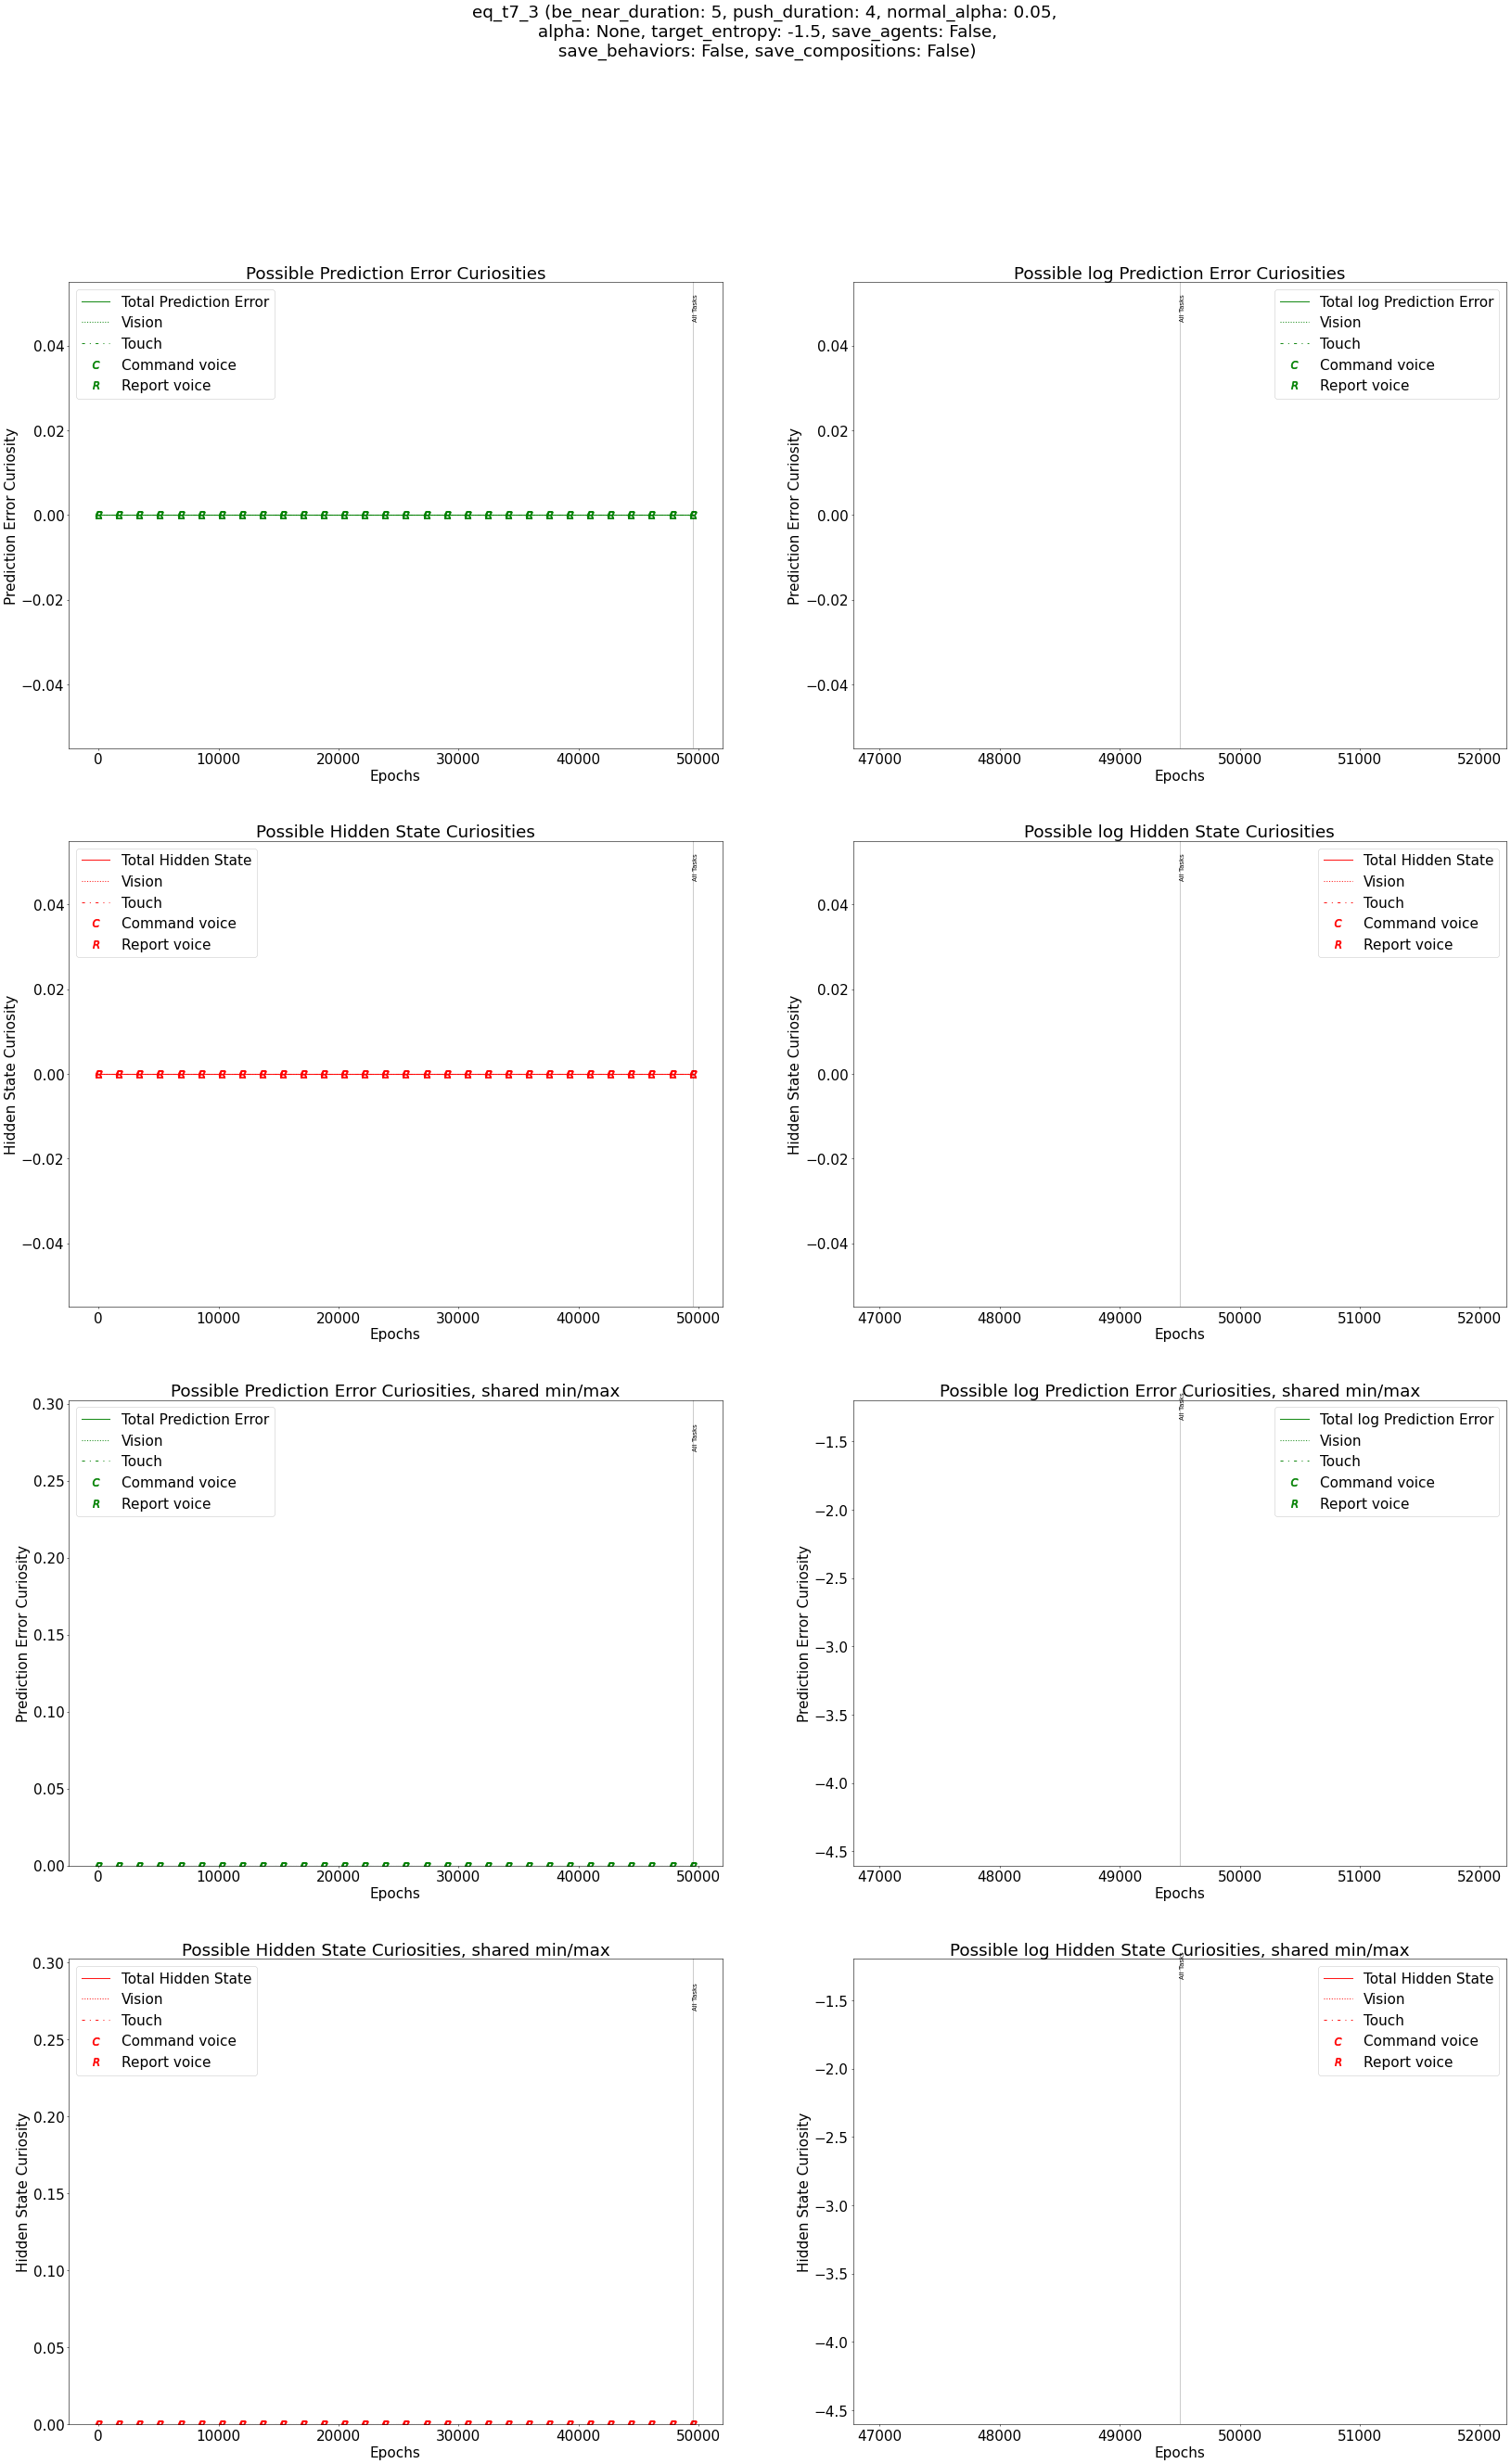 eq_t7_3 (be_near_duration: 5, push_duration: 4, normal_alpha: 0.05,
alpha: None, target_entropy: -1.5, save_agents: False,
save_behaviors: False, save_compositions: False)
Possible Prediction Error Curiosities
Total Prediction Error
Vision
Touch
C Command voice
R Report voice
All Tasks
Prediction Error Curiosity
0.04
0.02
0.00
−0.02
−0.04
0 10000 20000 30000 40000 50000
Epochs
Possible log Prediction Error Curiosities
Total log Prediction Error
Vision
Touch
C Command voice
R Report voice
All Tasks
Prediction Error Curiosity
0.04
0.02
0.00
−0.02
−0.04
47000 48000 49000 50000 51000 52000
Epochs
Possible Hidden State Curiosities
Total Hidden State
Vision
Touch
C Command voice
R Report voice
All Tasks
Hidden State Curiosity
0.04
0.02
0.00
−0.02
−0.04
0 10000 20000 30000 40000 50000
Epochs
Possible log Hidden State Curiosities
Total Hidden State
Vision
Touch
C Command voice
R Report voice
All Tasks
Hidden State Curiosity
0.04
0.02
0.00
−0.02
−0.04
47000 48000 49000 50000 51000 52000
Epochs
Possible Prediction Error Curiosities, shared min/max
Total Prediction Error
Vision
Touch
C Command voice
R Report voice
All Tasks
Prediction Error Curiosity
0.30
0.25
0.20
0.15
0.10
0.05
0.00
0 10000 20000 30000 40000 50000
Epochs
Possible log Prediction Error Curiosities, shared min/max
Total log Prediction Error
Vision
Touch
C Command voice
R Report voice
All Tasks
Prediction Error Curiosity
−1.5
−2.0
−2.5
−3.0
−3.5
−4.0
−4.5
47000 48000 49000 50000 51000 52000
Epochs
Possible Hidden State Curiosities, shared min/max
Total Hidden State
Vision
Touch
C Command voice
R Report voice
All Tasks
Hidden State Curiosity
0.30
0.25
0.20
0.15
0.10
0.05
0.00
0 10000 20000 30000 40000 50000
Epochs
Possible log Hidden State Curiosities, shared min/max
Total Hidden State
Vision
Touch
C Command voice
R Report voice
All Tasks
Hidden State Curiosity
−1.5
−2.0
−2.5
−3.0
−3.5
−4.0
−4.5
47000 48000 49000 50000 51000 52000
Epochs